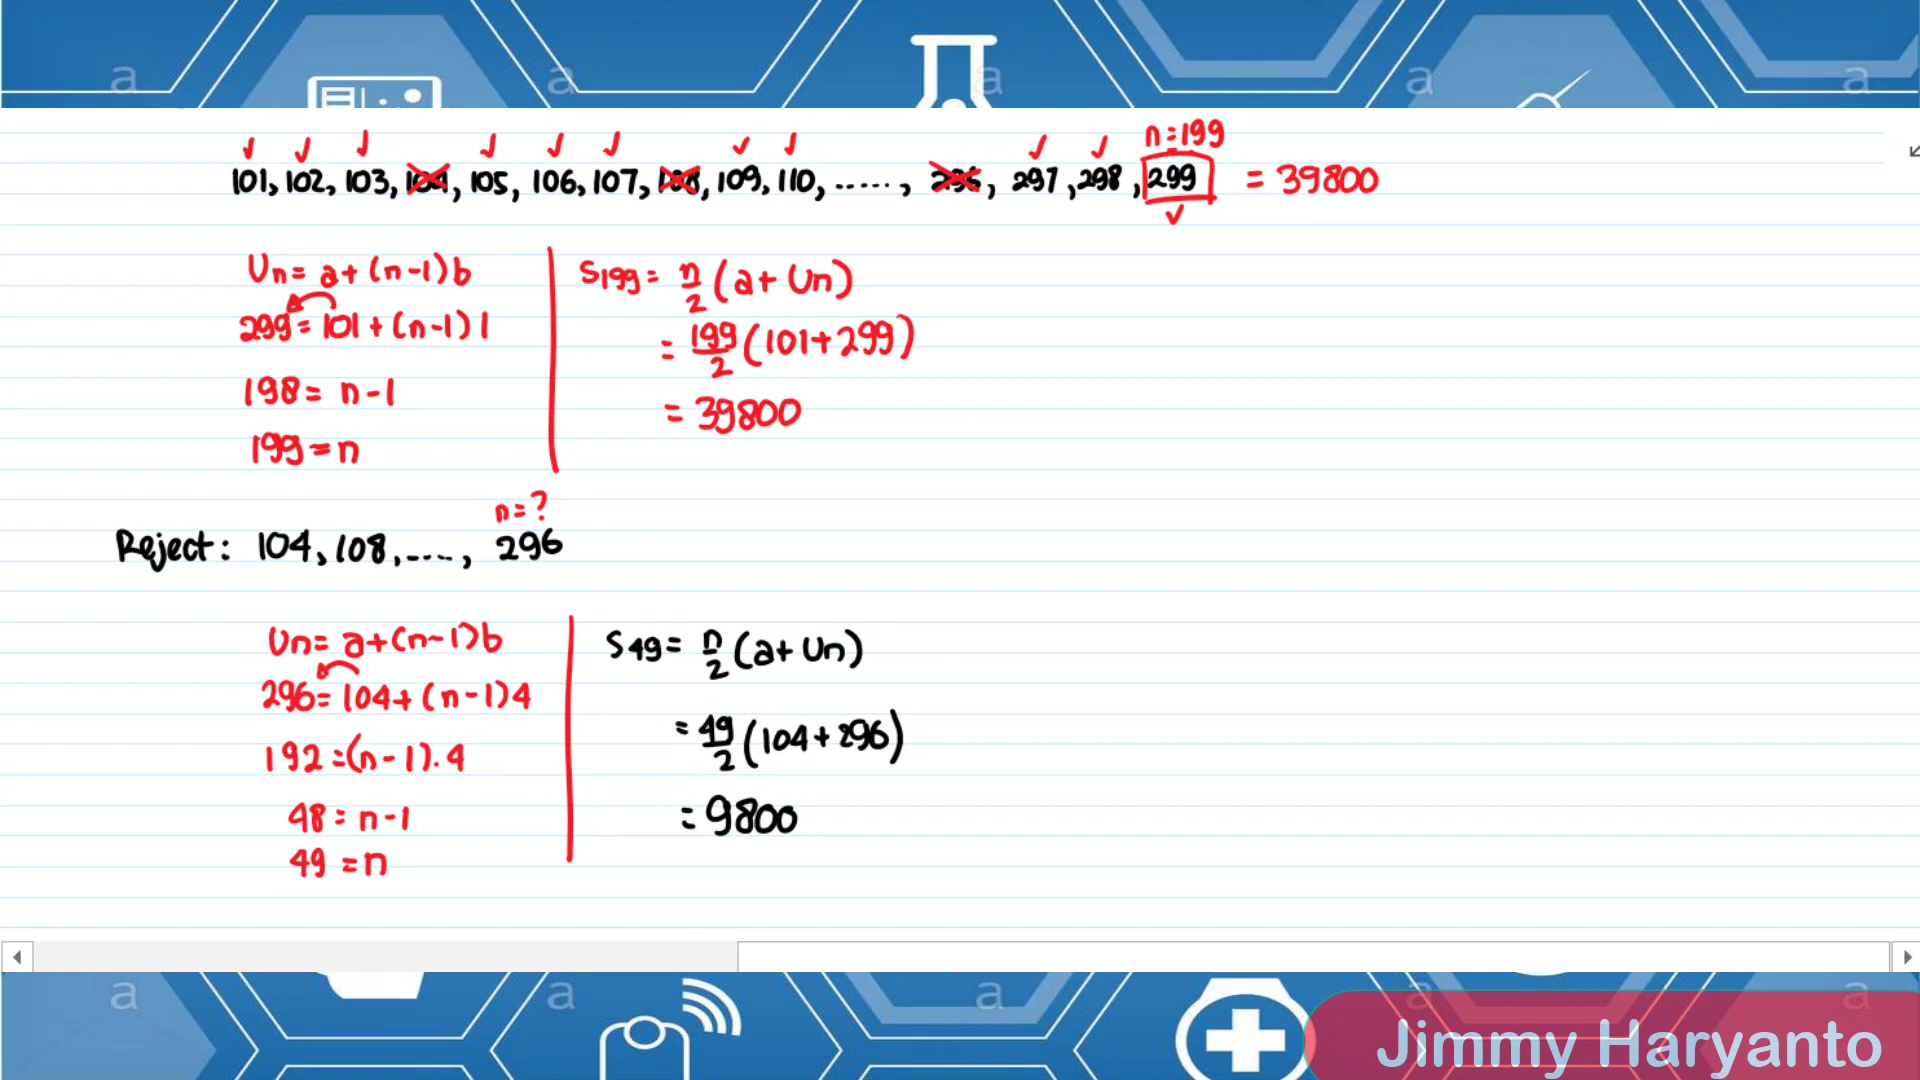 a a a a a
n=199
101, 102, 103, 104, 105, 106, 107, 108, 109, 110, ....., 296, 297, 298, 299 = 39800
Un = a + (n-1)b
299 = 101 + (n-1) 1
198 = n-1
199 = n
S199 = n/2 (a + Un)
= 199/2 (101 + 299)
= 39800
n=?
Reject: 104, 108, ...., 296
Un = a + (n-1)b
296 = 104 + (n-1)4
192 = (n-1).4
48 = n-1
49 = n
S49 = n/2 (a + Un)
= 49/2 (104 + 296)
= 9800
a a a a a
Jimmy Haryanto